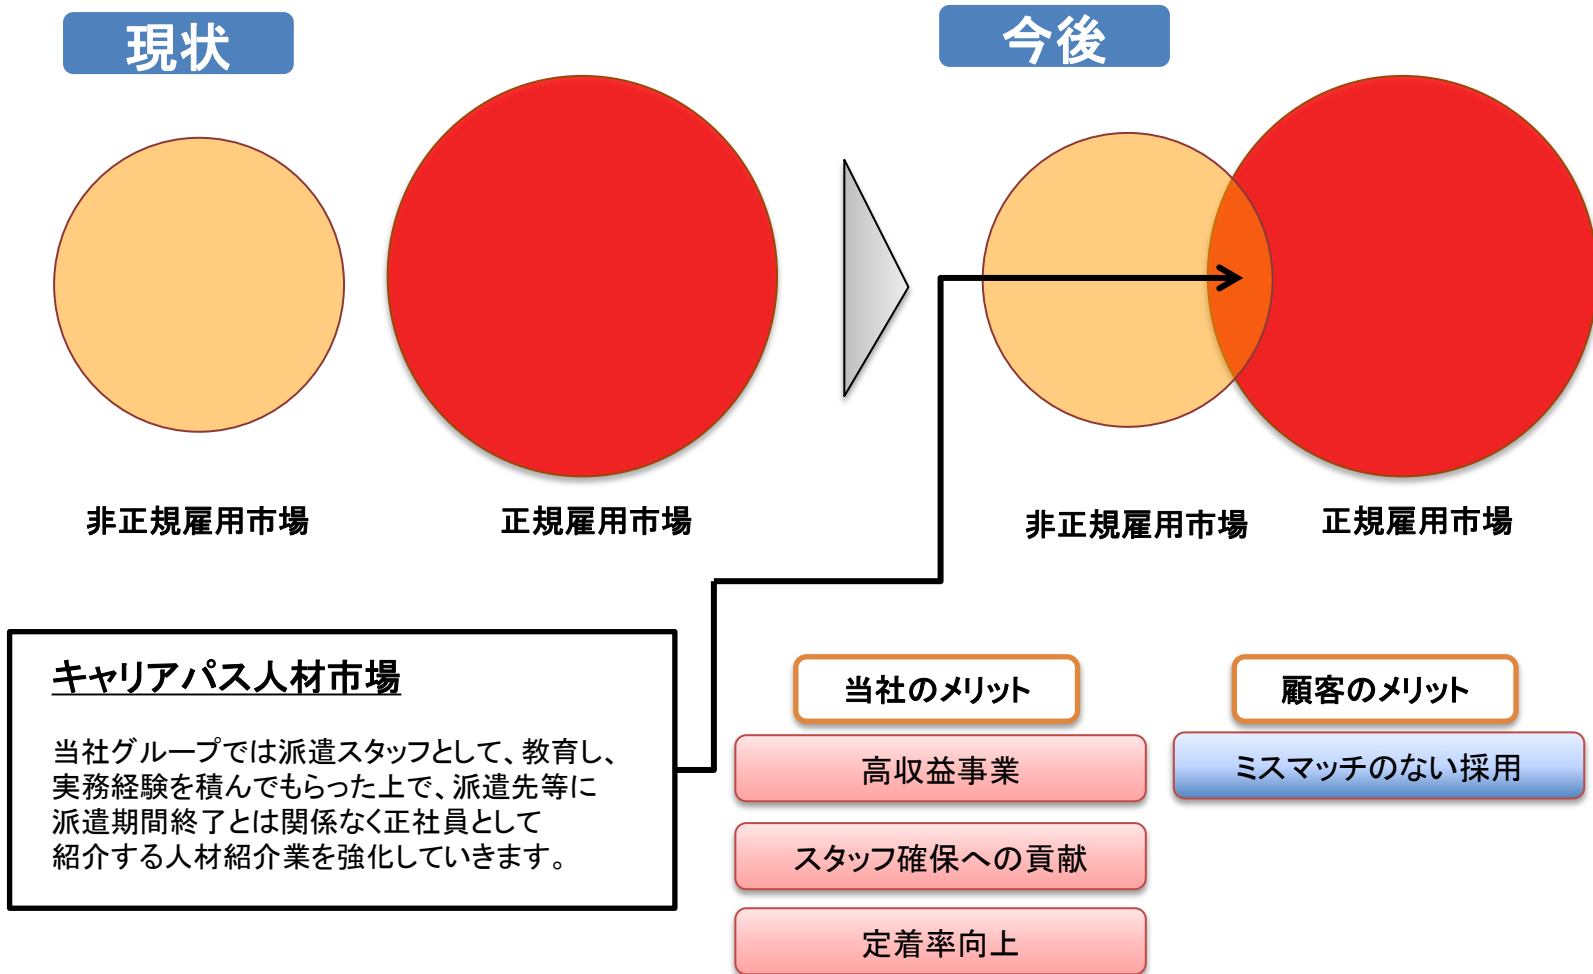 現状
今後
非正規雇用市場
正規雇用市場
非正規雇用市場
正規雇用市場
キャリアパス人材市場
当社グループでは派遣スタッフとして、教育し、
実務経験を積んでもらった上で、派遣先等に
派遣期間終了とは関係なく正社員として
紹介する人材紹介業を強化していきます。
当社のメリット
高収益事業
スタッフ確保への貢献
定着率向上
顧客のメリット
ミスマッチのない採用